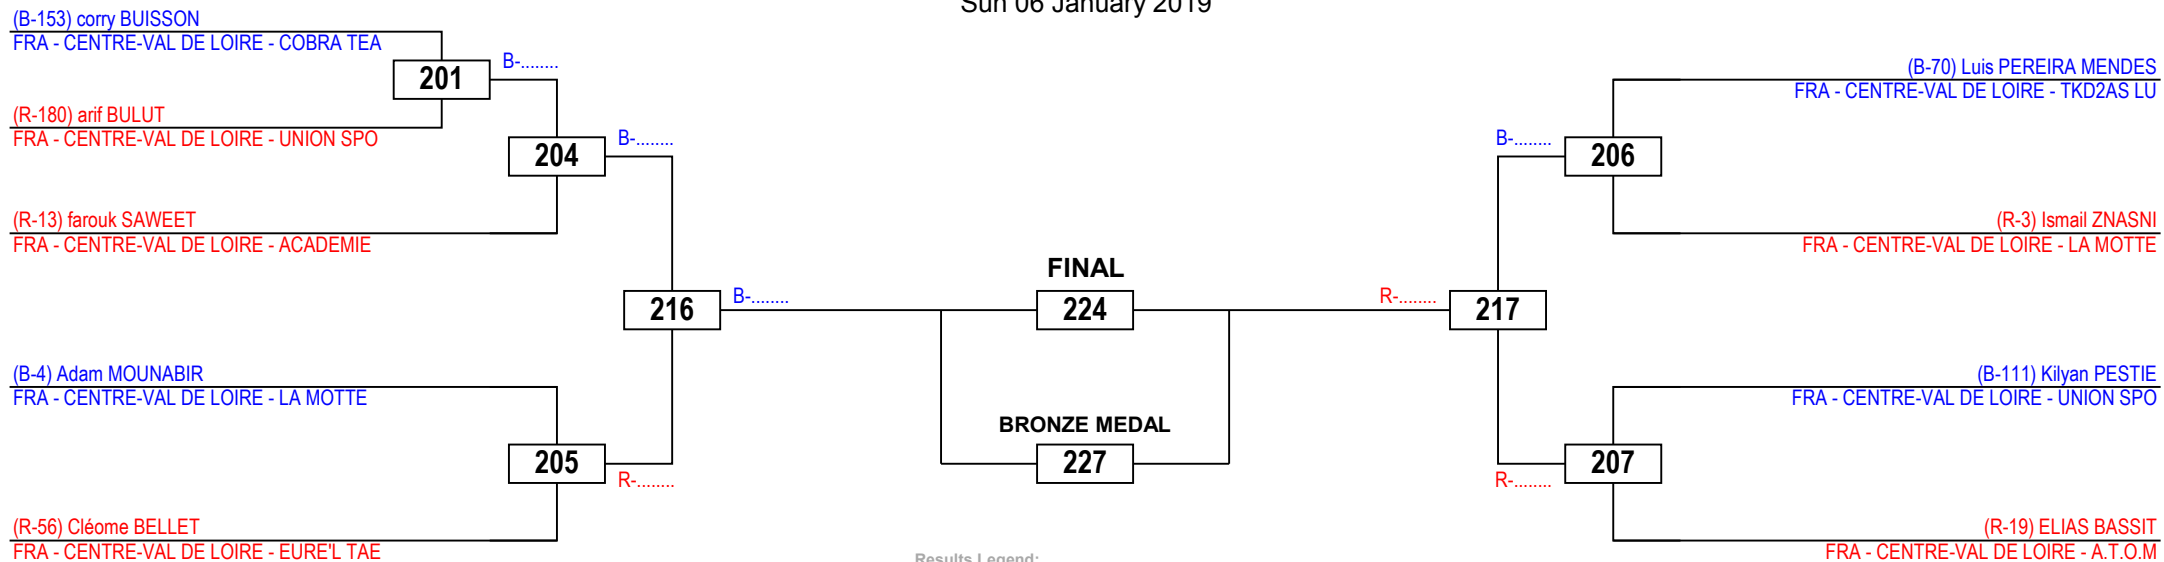 Sun 06 January 2019
(B-153) corry BUISSON
FRA - CENTRE-VAL DE LOIRE - COBRA TEA
201
B-........
(R-180) arif BULUT
FRA - CENTRE-VAL DE LOIRE - UNION SPO
204
B-........
(R-13) farouk SAWEET
FRA - CENTRE-VAL DE LOIRE - ACADEMIE
216
B-........
(B-4) Adam MOUNABIR
FRA - CENTRE-VAL DE LOIRE - LA MOTTE
205
R-........
(R-56) Cléome BELLET
FRA - CENTRE-VAL DE LOIRE - EURE'L TAE
FINAL
224
BRONZE MEDAL
227
(B-70) Luis PEREIRA MENDES
FRA - CENTRE-VAL DE LOIRE - TKD2AS LU
B-........
206
(R-3) Ismail ZNASNI
FRA - CENTRE-VAL DE LOIRE - LA MOTTE
R-........
217
(B-111) Kilyan PESTIE
FRA - CENTRE-VAL DE LOIRE - UNION SPO
R-........
207
(R-19) ELIAS BASSIT
FRA - CENTRE-VAL DE LOIRE - A.T.O.M
Results Legend: